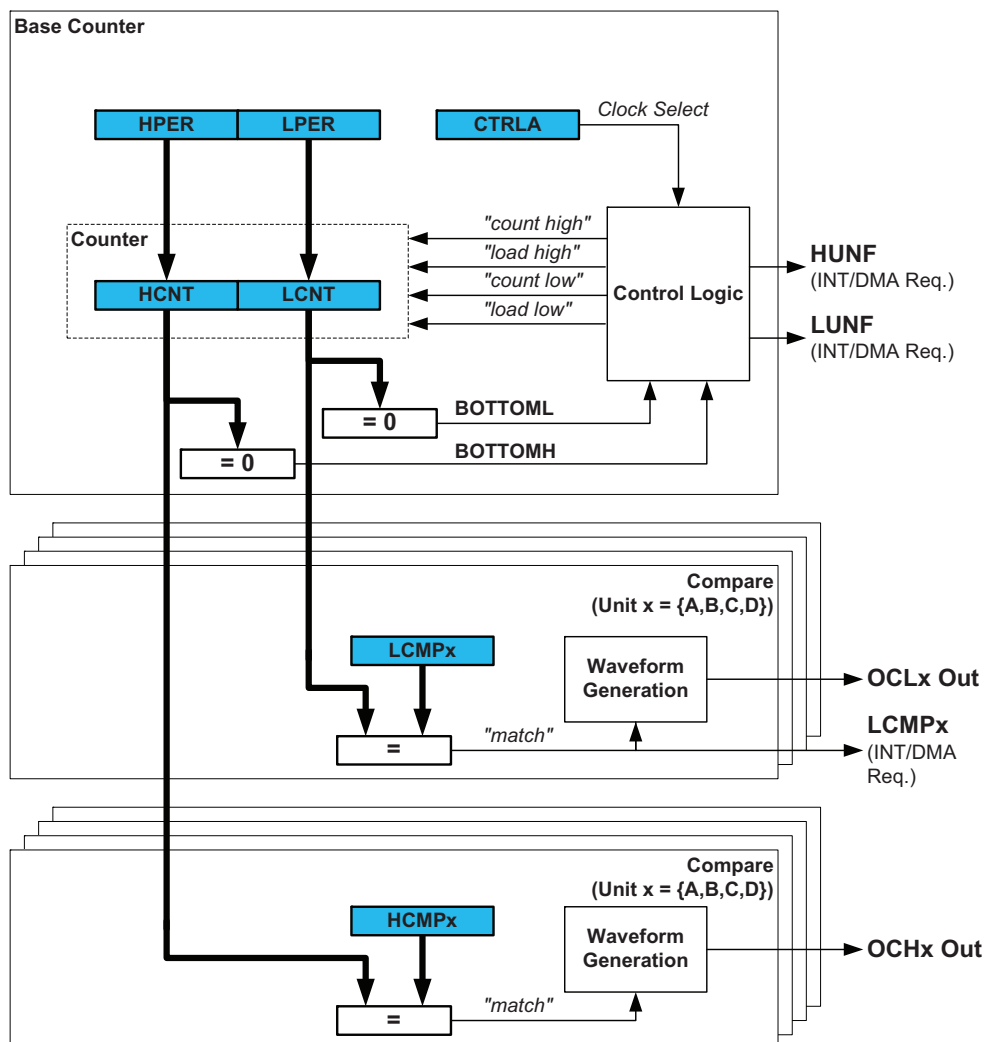 Base Counter
HPER LPER CTRLA Clock Select
Counter
"count high"
"load high"
"count low"
"load low"
HCNT LCNT
Control Logic
HUNF
(INT/DMA Req.)
LUNF
(INT/DMA Req.)
= 0 BOTTOML
= 0 BOTTOMH
Compare
(Unit x = {A,B,C,D})
LCMPx
Waveform
Generation
OCLx Out
= "match"
LCMPx
(INT/DMA
Req.)
Compare
(Unit x = {A,B,C,D})
HCMPx
Waveform
Generation
OCHx Out
= "match"